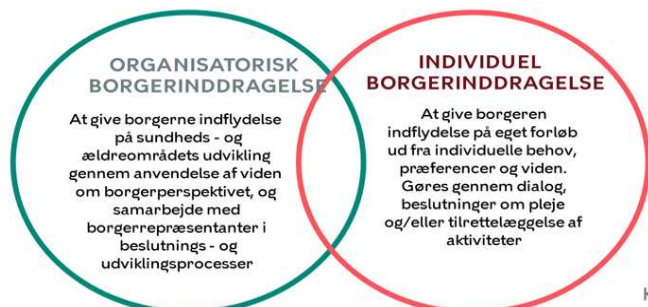 ORGANISATORISK
BORGERINDDRAGELSE
At give borgerne indflydelse
på sundheds - og
ældreområdets udvikling
gennem anvendelse af viden
om borgerperspektivet, og
samarbejde med
borgerrepræsentanter i
beslutnings - og
udviklingsprocesser
INDIVIDUEL
BORGERINDDRAGELSE
At give borgeren
indflydelse på eget forløb
ud fra individuelle behov,
præferencer og viden.
Gøres gennem dialog,
beslutninger om pleje
og/eller tilrettelæggelse af
aktiviteter